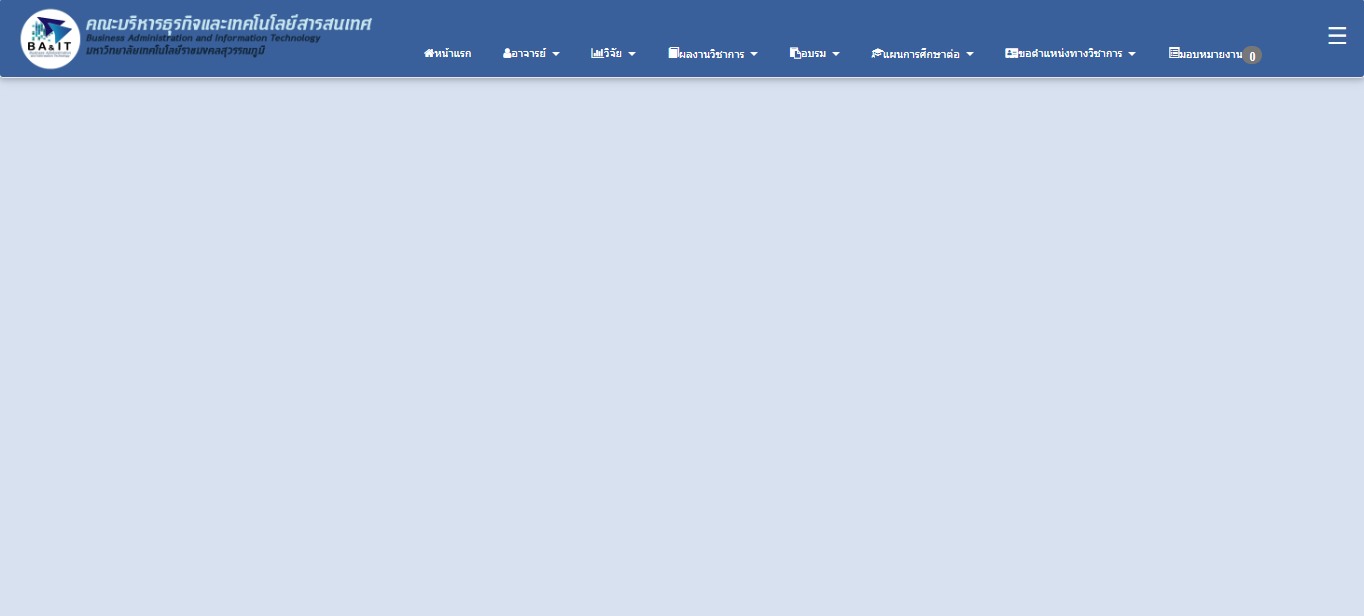 คณะบริหารธุรกิจและเทคโนโลยีสารสนเทศ
Business Administration and Information Technology
มหาวิทยาลัยเทคโนโลยีราชมงคลสุวรรณภูมิ
BA&IT
หน้าแรก อาจารย์ วิจัย ผลงานวิชาการ อบรม แผนการศึกษาต่อ ขอตำแหน่งทางวิชาการ มอบหมายงาน 0